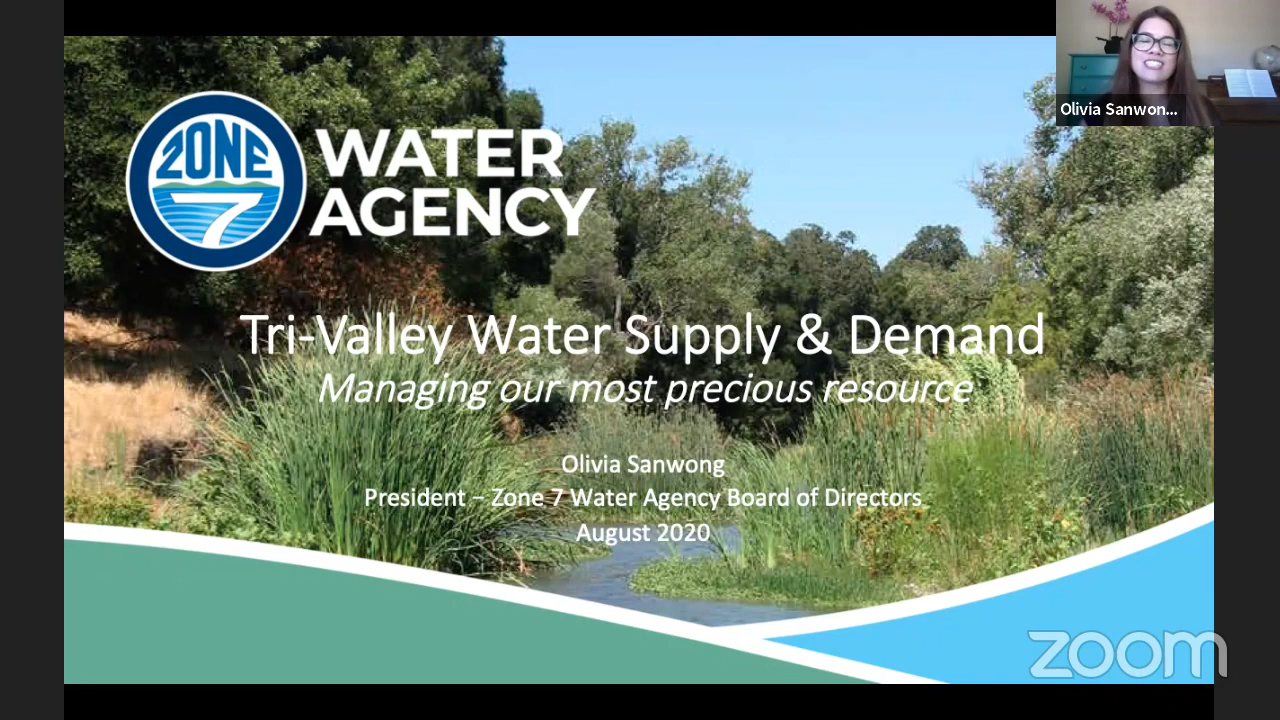 Olivia Sanwon...
ZONE
7
WATER
AGENCY
Tri-Valley Water Supply & Demand
Managing our most precious resource
Olivia Sanwong
President – Zone 7 Water Agency Board of Directors
August 2020
zoom